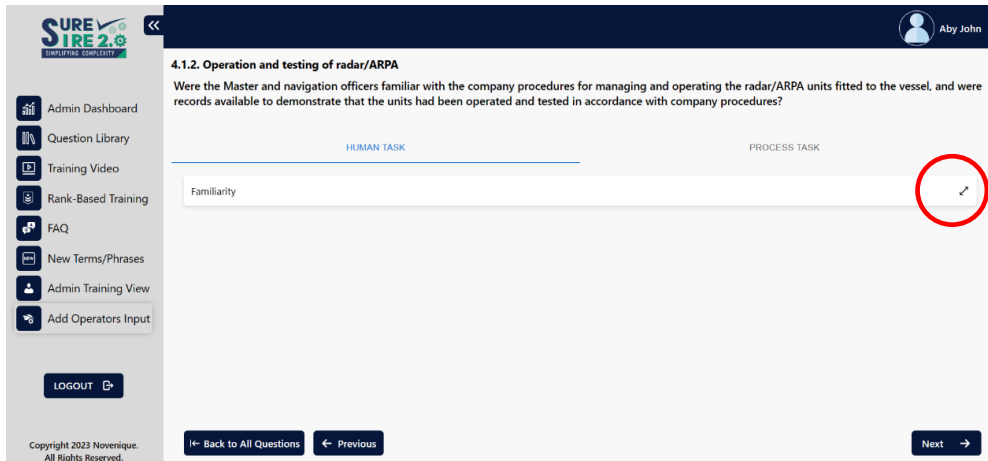 SURE
SIRE 2.0
SIMPLIFYING COMPLEXITY
Aby John
4.1.2. Operation and testing of radar/ARPA
Were the Master and navigation officers familiar with the company procedures for managing and operating the radar/ARPA units fitted to the vessel, and were
records available to demonstrate that the units had been operated and tested in accordance with company procedures?
Admin Dashboard
Question Library
Training Video
Rank-Based Training
FAQ
NEW
New Terms/Phrases
Admin Training View
Add Operators Input
LOGOUT
Copyright 2023 Novenique.
All Rights Reserved.
HUMAN TASK
PROCESS TASK
Familiarity
Back to All Questions
Previous
Next